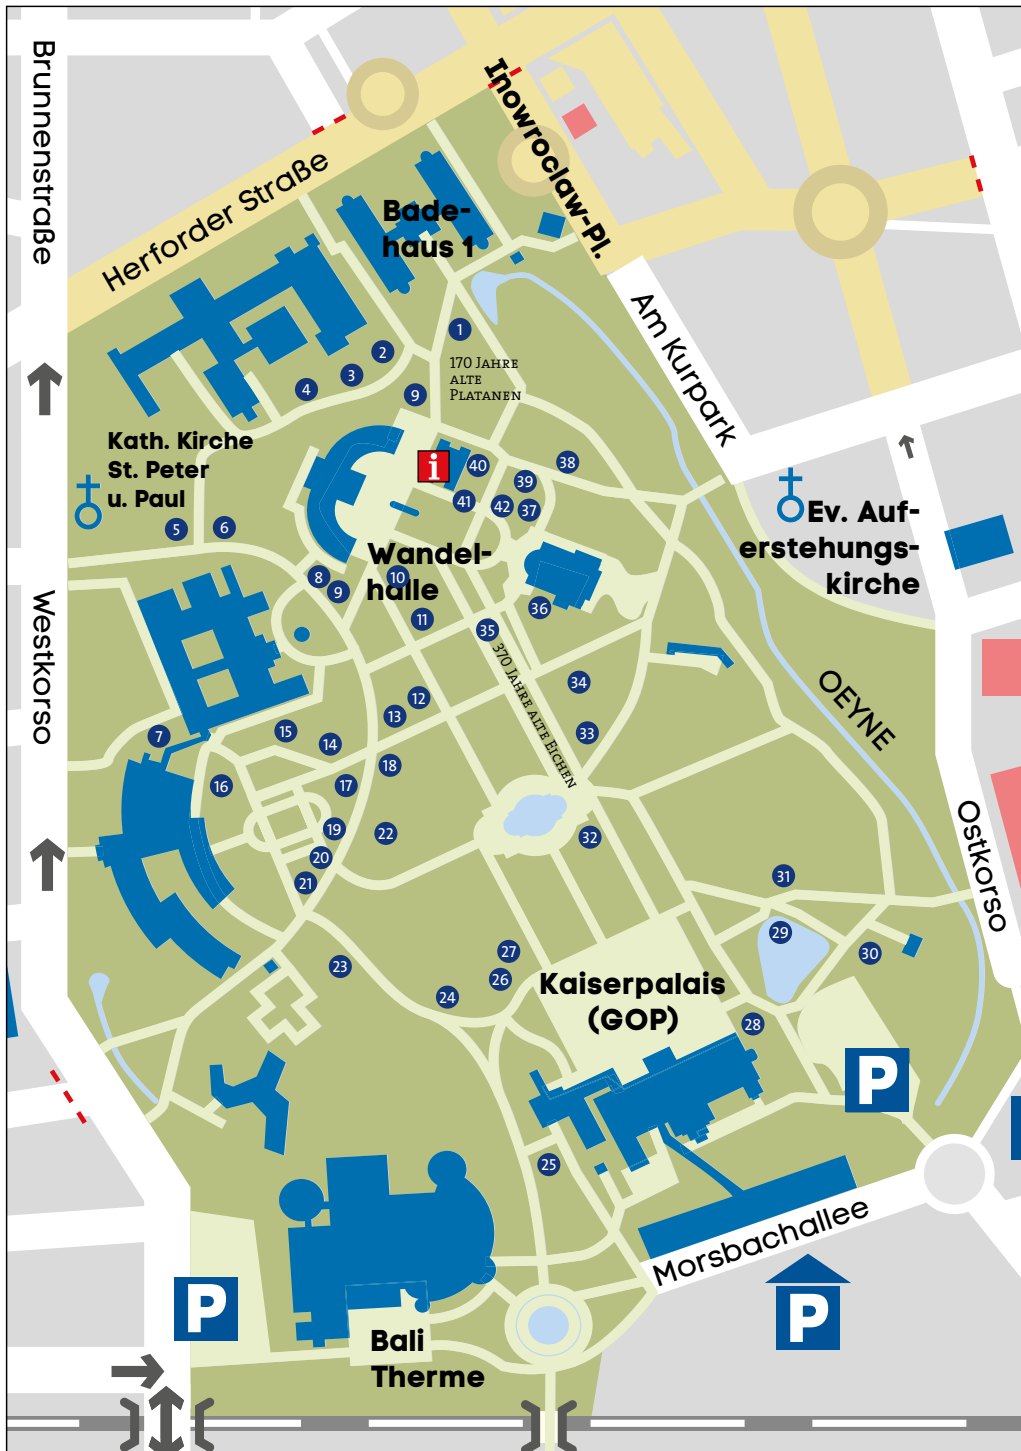 Brunnenstraße
Herforder Straße
Inowroclaw-Pl.
Bade-
haus 1
Am Kurpark
1
2
3
4
170 JAHRE
ALTE
PLATANEN
9
Kath. Kirche
St. Peter
u. Paul
i
40
38
39
41
42
37
5
6
Ev. Auf-
erstehungs-
kirche
Wandel-
halle
8
9
10
11
36
35
370 JAHRE ALTE EICHEN
Westkorso
OEYNE
34
33
12
13
7
15
14
18
16
17
19
22
20
21
32
Ostkorso
31
29
30
23
27
26
24
Kaiserpalais
(GOP)
28
P
25
Morsbachallee
P
P
Bali
Therme